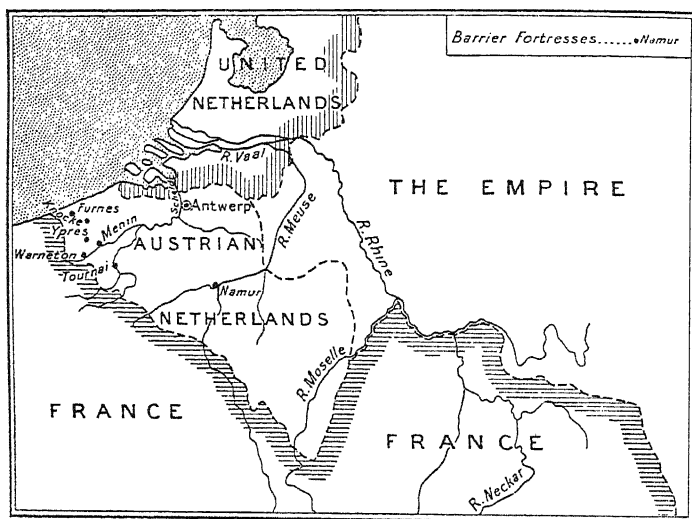 Barrier Fortresses......•Namur
UNITED
NETHERLANDS
R. Vaal
THE EMPIRE
Knocke
Furnes
Ypres
Menin
Warneton
Tournai
Antwerp
AUSTRIAN
R. Meuse
R. Rhine
Namur
NETHERLANDS
R. Moselle
FRANCE
FRANCE
R. Neckar